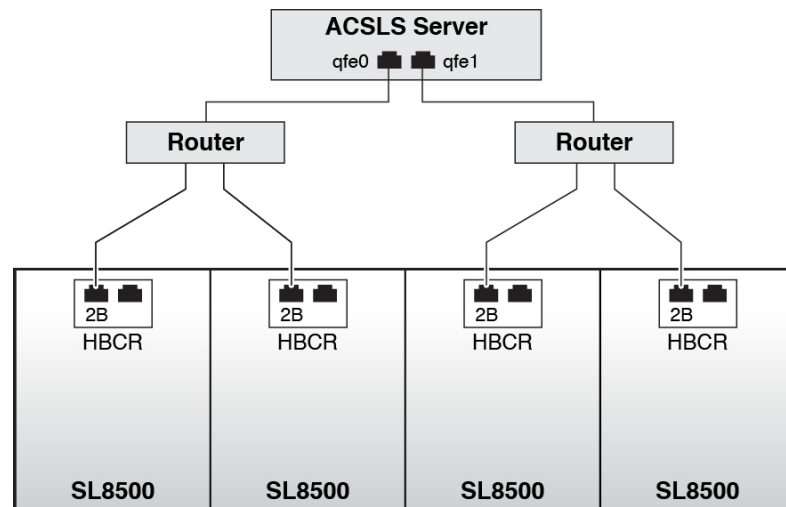 ACSLS Server
qfe0 qfe1
Router Router
2B 2B 2B 2B
HBCR HBCR HBCR HBCR
SL8500 SL8500 SL8500 SL8500